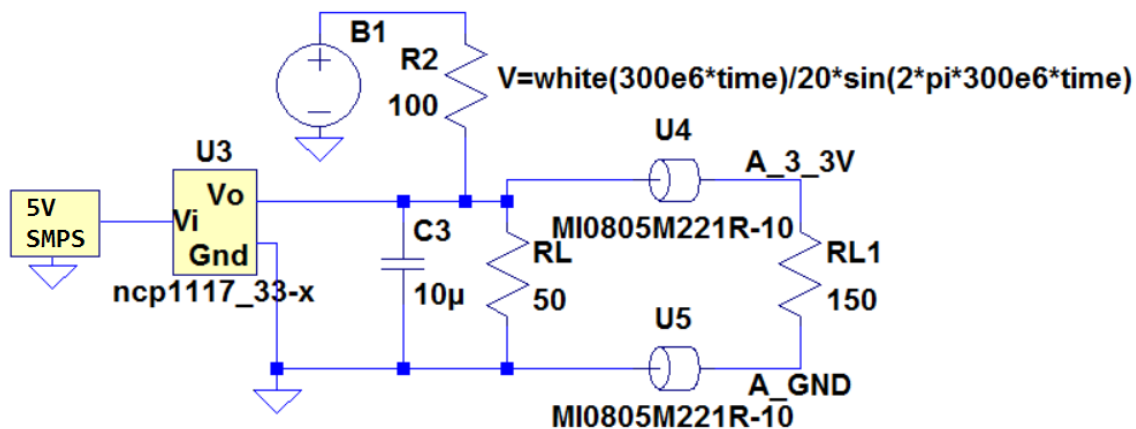 B1
R2
100
V=white(300e6*time)/20*sin(2*pi*300e6*time)
U3
Vo
Vi
Gnd
ncp1117_33-x
5V
SMPS
C3
10µ
RL
50
U4
A_3_3V
MI0805M221R-10
RL1
150
U5
A_GND
MI0805M221R-10